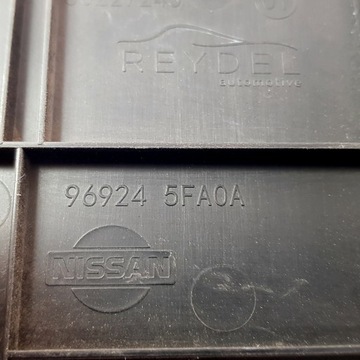 REYDEL
automotive
96924 5FA0A
NISSAN